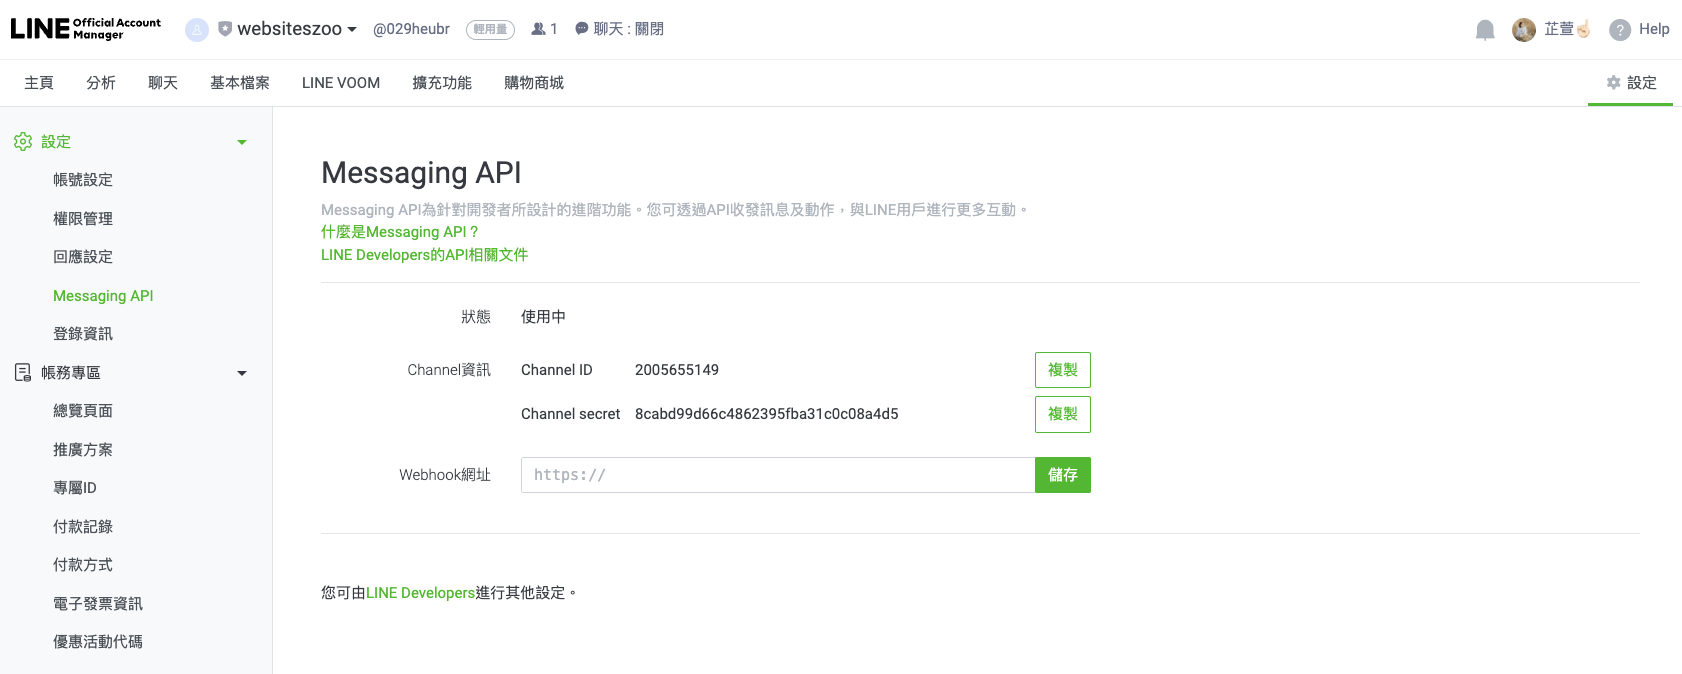 LINE Official Account Manager
websiteszoo @029heubr 輕用量 1 聊天 : 關閉
芷萱☝🏻 ? Help
主頁 分析 聊天 基本檔案 LINE VOOM 擴充功能 購物商城 設定
設定
帳號設定
權限管理
回應設定
Messaging API
登錄資訊
帳務專區
總覽頁面
推廣方案
專屬ID
付款記錄
付款方式
電子發票資訊
優惠活動代碼
Messaging API
Messaging API為針對開發者所設計的進階功能。您可透過API收發訊息及動作，與LINE用戶進行更多互動。
什麼是Messaging API？
LINE Developers的API相關文件
狀態 使用中
Channel資訊 Channel ID 2005655149 複製
Channel secret 8cabd99d66c4862395fba31c0c08a4d5 複製
Webhook網址 https:// 儲存
您可由LINE Developers進行其他設定。